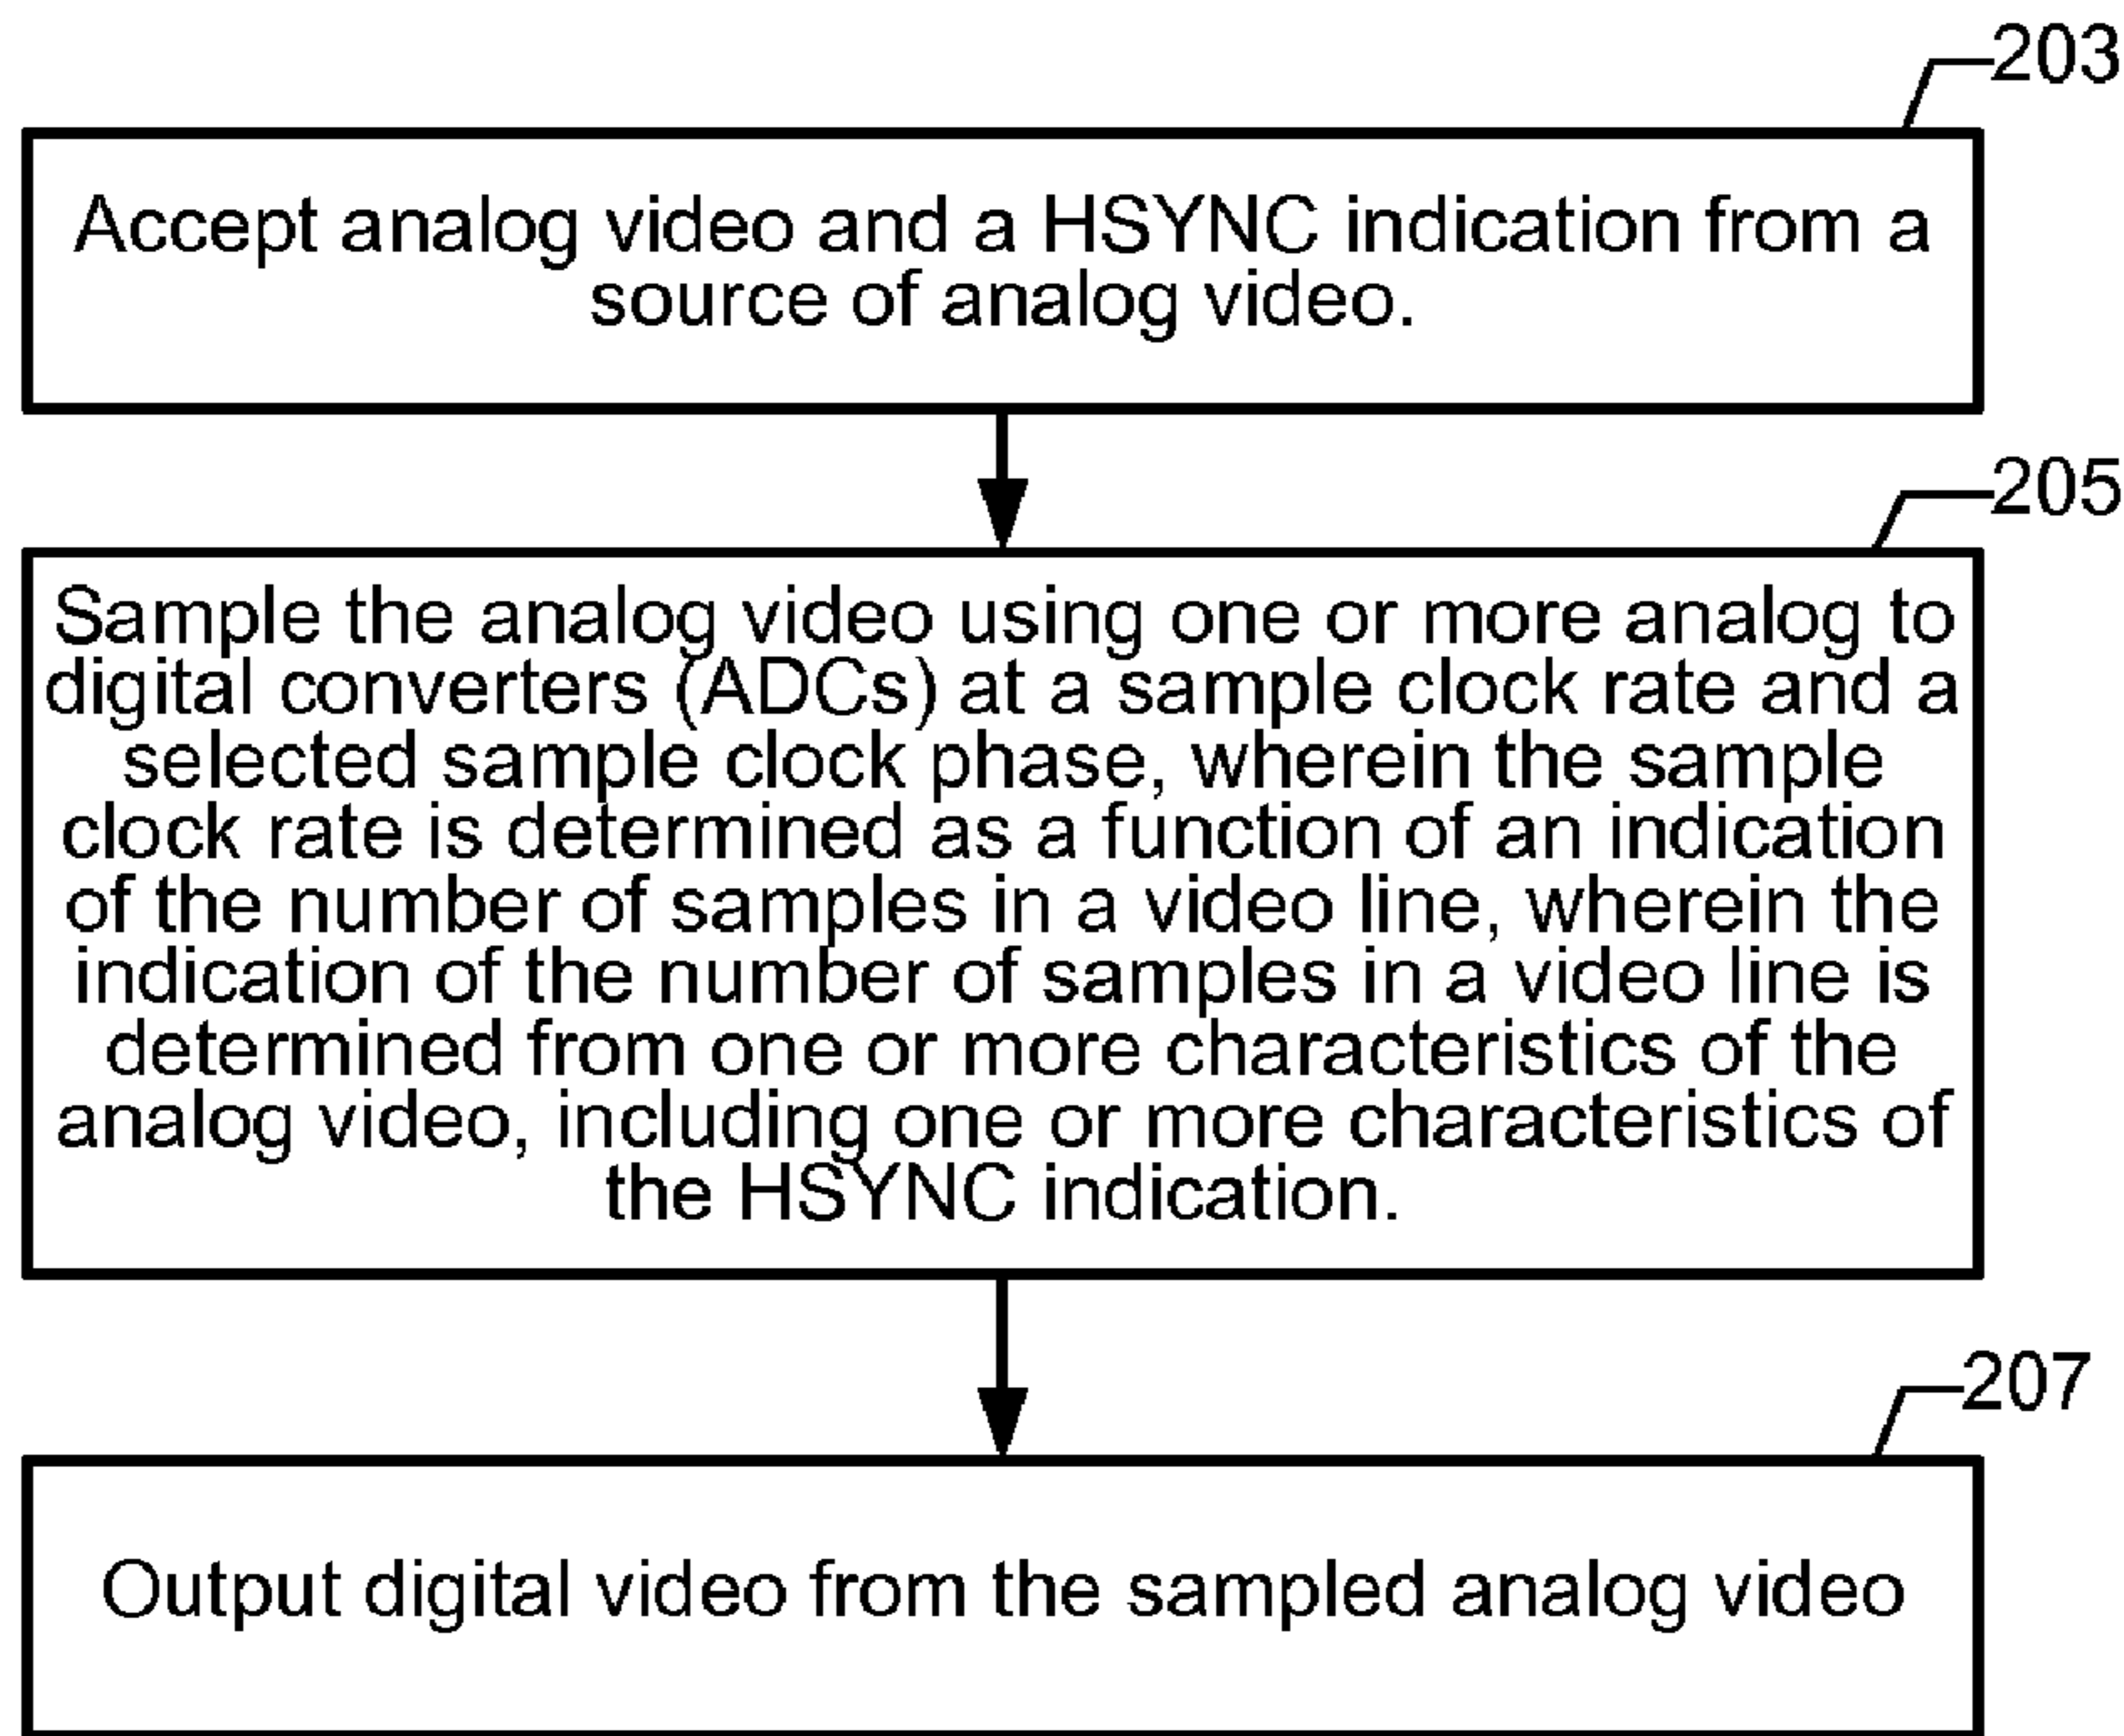 203
Accept analog video and a HSYNC indication from a
source of analog video.
205
Sample the analog video using one or more analog to
digital converters (ADCs) at a sample clock rate and a
selected sample clock phase, wherein the sample
clock rate is determined as a function of an indication
of the number of samples in a video line, wherein the
indication of the number of samples in a video line is
determined from one or more characteristics of the
analog video, including one or more characteristics of
the HSYNC indication.
207
Output digital video from the sampled analog video